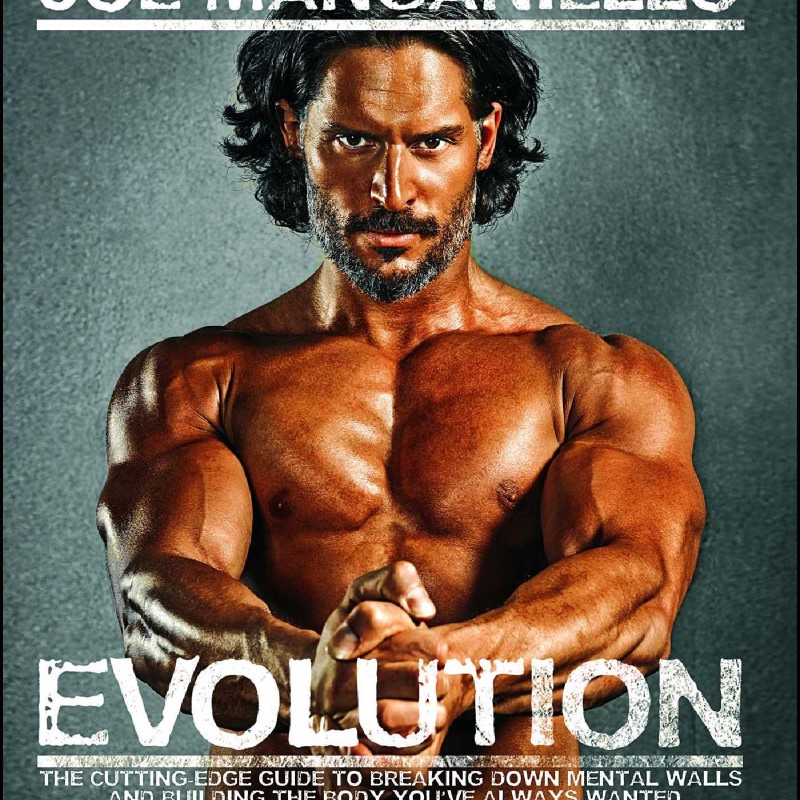 JOE MANGANIELLO
EVOLUTION
THE CUTTING-EDGE GUIDE TO BREAKING DOWN MENTAL WALLS
AND BUILDING THE BODY YOU'VE ALWAYS WANTED